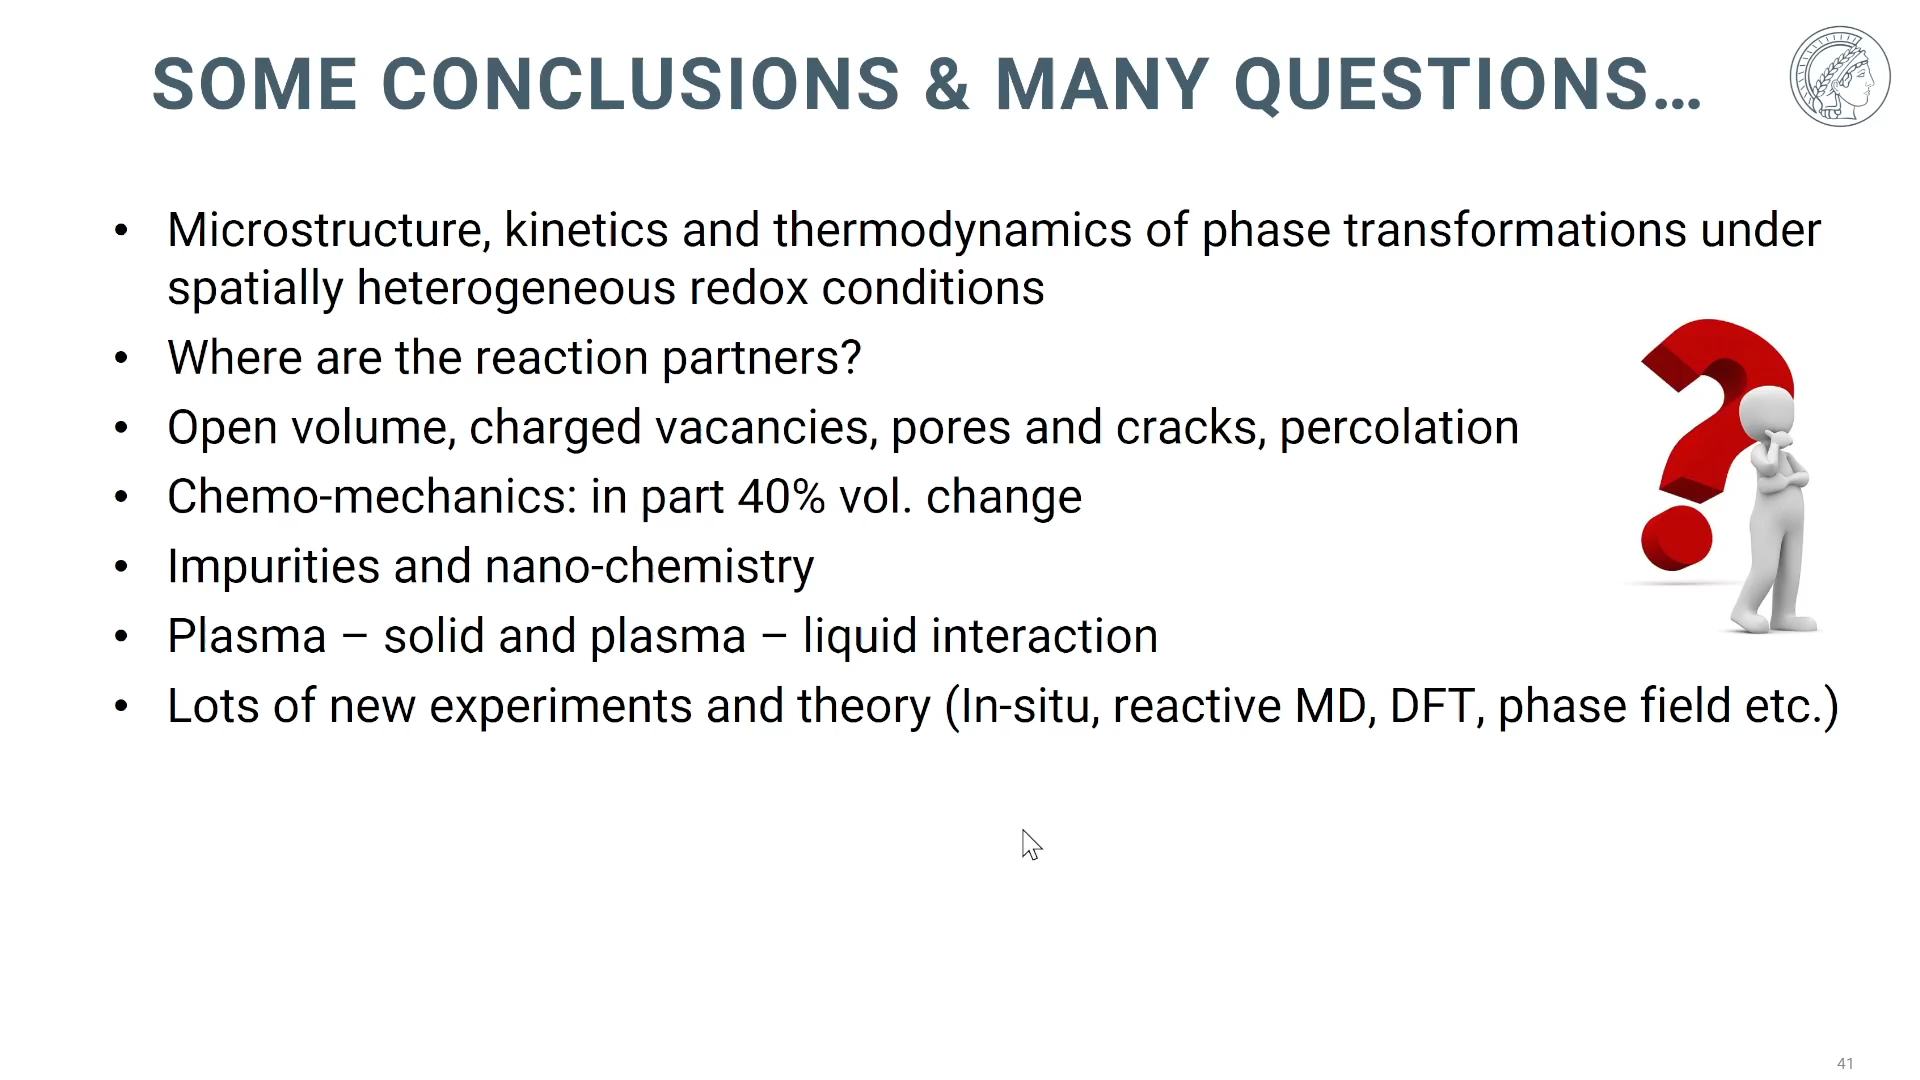 SOME CONCLUSIONS & MANY QUESTIONS…
• Microstructure, kinetics and thermodynamics of phase transformations under
spatially heterogeneous redox conditions
• Where are the reaction partners?
• Open volume, charged vacancies, pores and cracks, percolation
• Chemo-mechanics: in part 40% vol. change
• Impurities and nano-chemistry
• Plasma – solid and plasma – liquid interaction
• Lots of new experiments and theory (In-situ, reactive MD, DFT, phase field etc.)
41